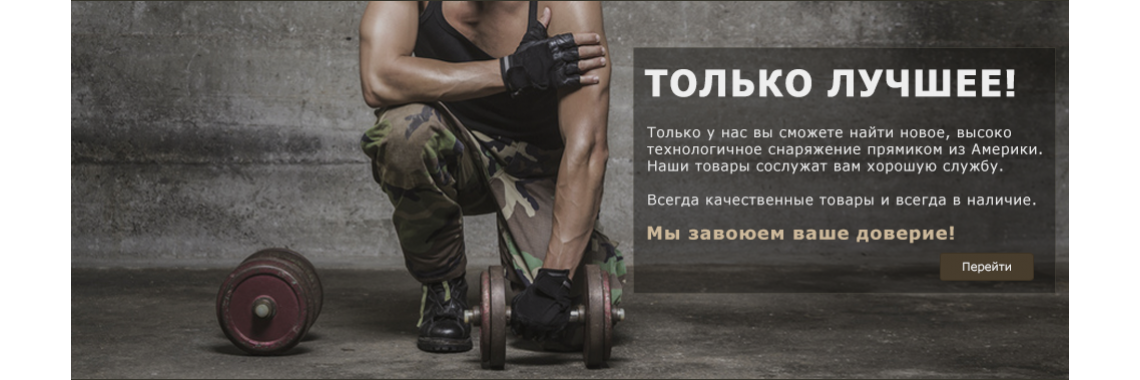 ТОЛЬКО ЛУЧШЕЕ!
Только у нас вы сможете найти новое, высоко
технологичное снаряжение прямиком из Америки.
Наши товары сослужат вам хорошую службу.
Всегда качественные товары и всегда в наличие.
Мы завоюем ваше доверие!
Перейти